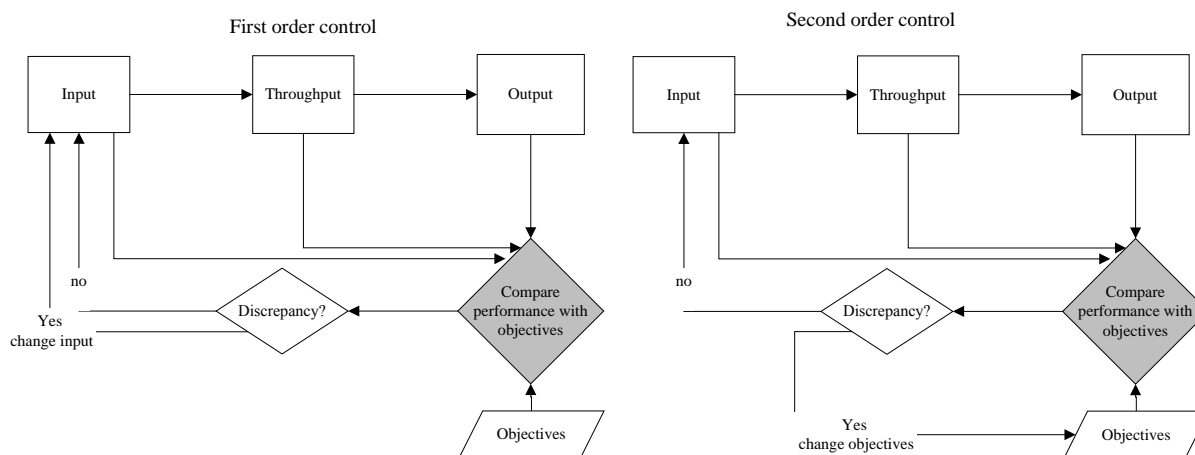 First order control
Input
Throughput
Output
no
Yes
change input
Discrepancy?
Compare
performance with
objectives
Objectives
Second order control
Input
Throughput
Output
no
Discrepancy?
Compare
performance with
objectives
Yes
change objectives
Objectives